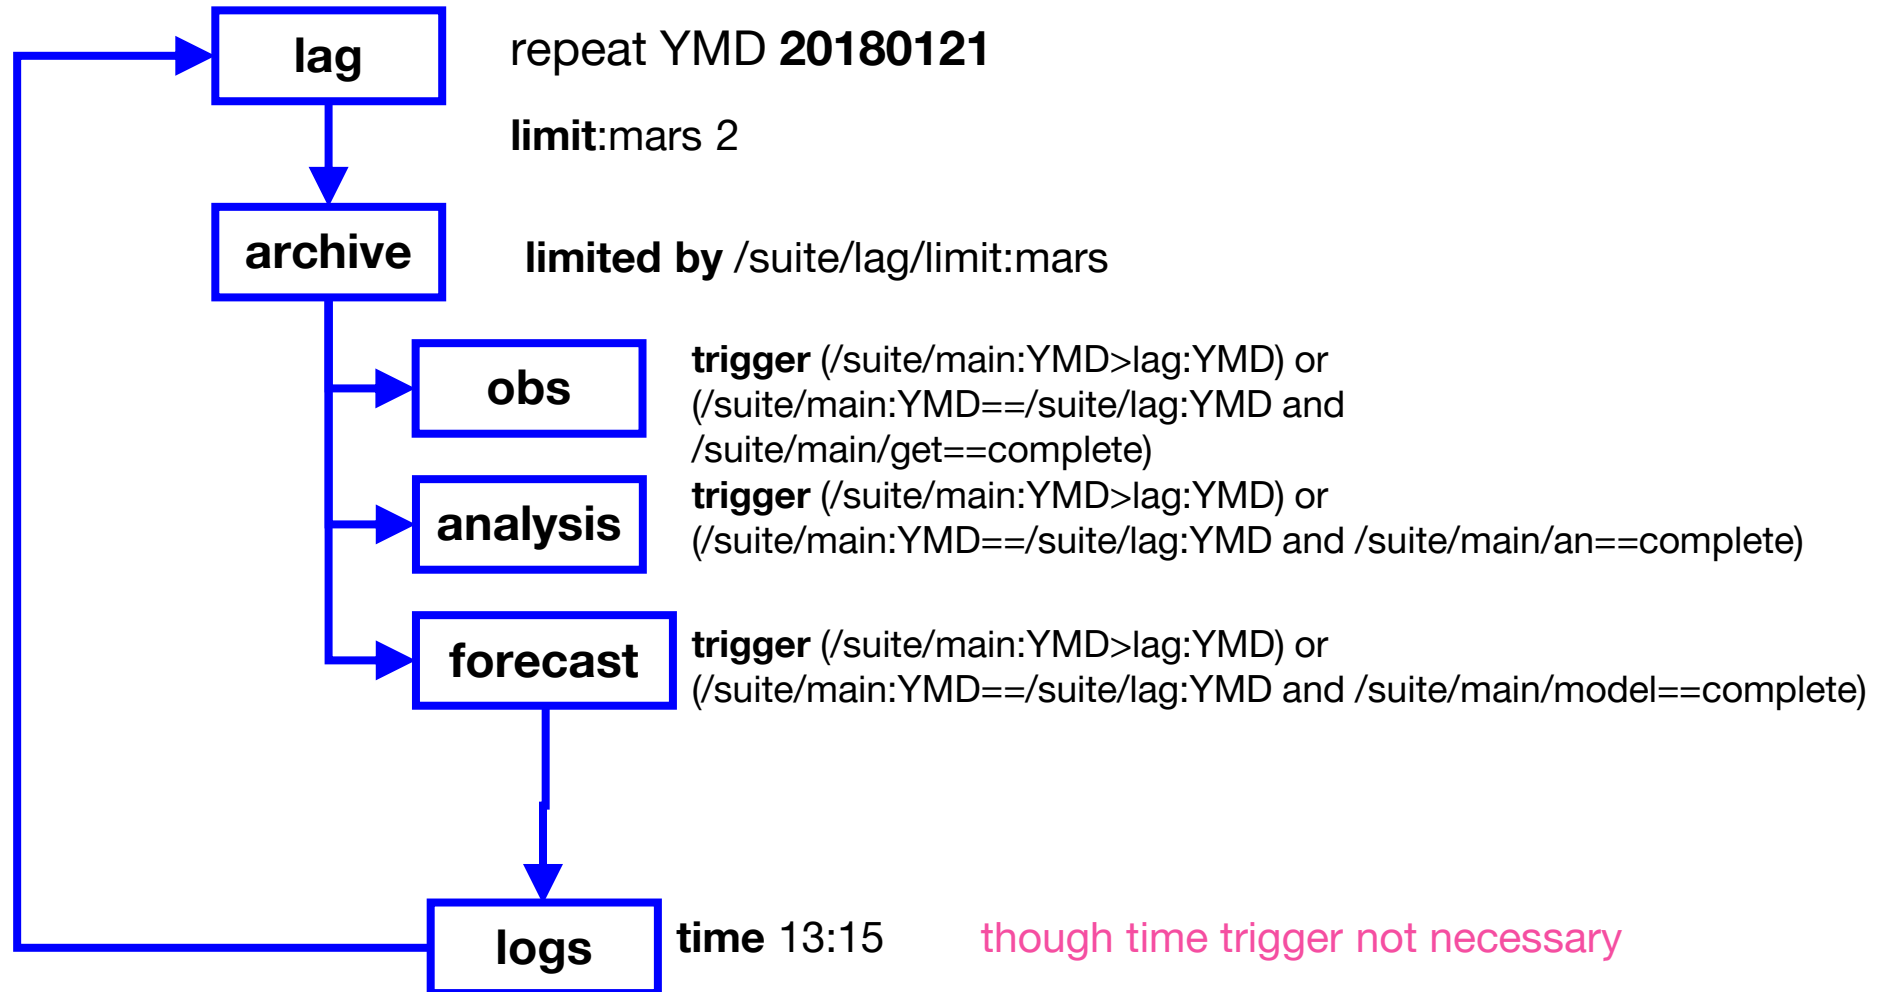 lag
repeat YMD 20180121
limit:mars 2
archive
limited by /suite/lag/limit:mars
obs
trigger (/suite/main:YMD>lag:YMD) or
(/suite/main:YMD==/suite/lag:YMD and
/suite/main/get==complete)
analysis
trigger (/suite/main:YMD>lag:YMD) or
(/suite/main:YMD==/suite/lag:YMD and /suite/main/an==complete)
forecast
trigger (/suite/main:YMD>lag:YMD) or
(/suite/main:YMD==/suite/lag:YMD and /suite/main/model==complete)
logs
time 13:15
though time trigger not necessary